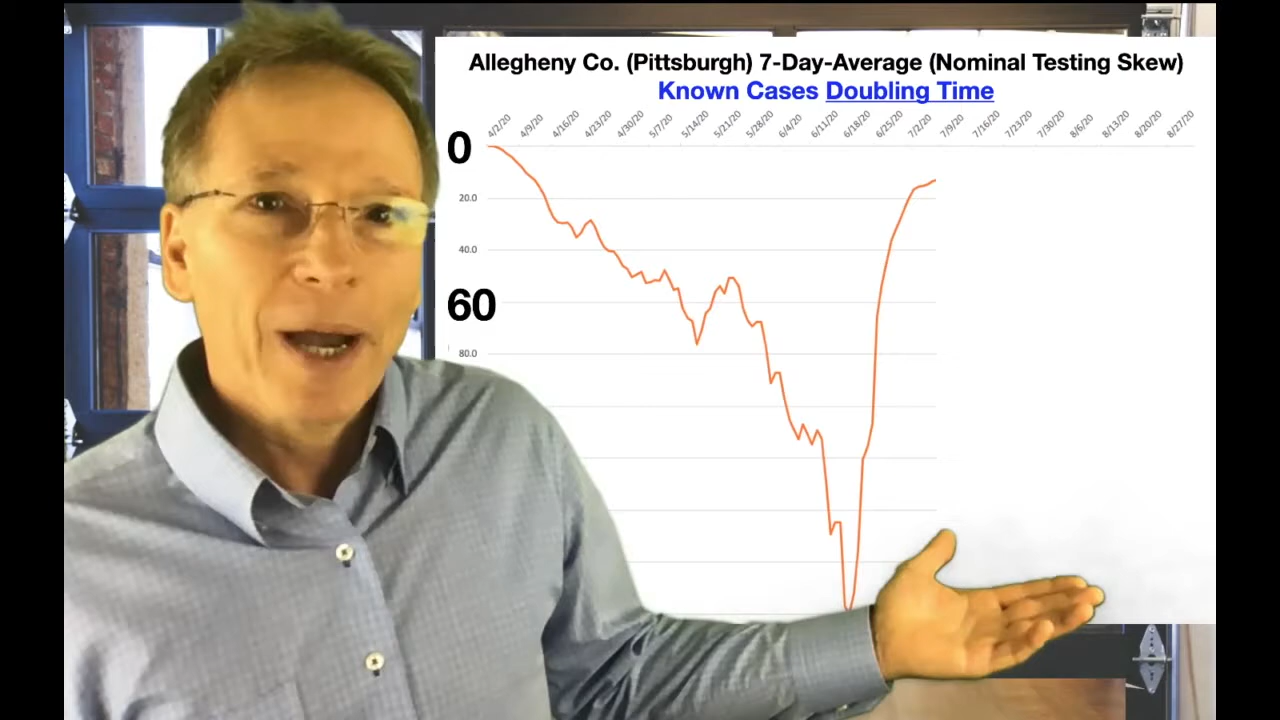 Allegheny Co. (Pittsburgh) 7-Day-Average (Nominal Testing Skew)
Known Cases Doubling Time
4/2/20 4/9/20 4/16/20 4/23/20 4/30/20 5/7/20 5/14/20 5/21/20 5/28/20 6/4/20 6/11/20 6/18/20 6/25/20 7/2/20 7/9/20 7/16/20 7/23/20 7/30/20 8/6/20 8/13/20 8/20/20 8/27/20
0
20.0
40.0
60
80.0